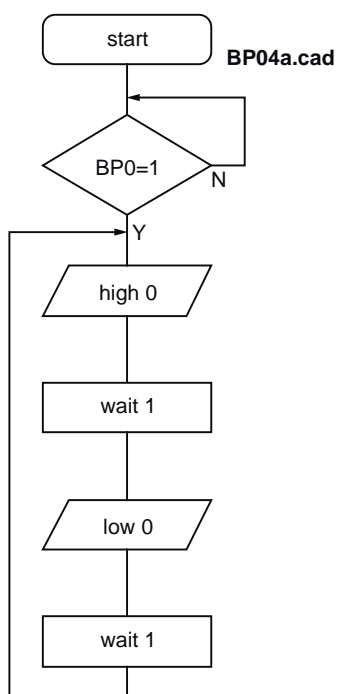 start
BP04a.cad
BP0=1
N
Y
high 0
wait 1
low 0
wait 1